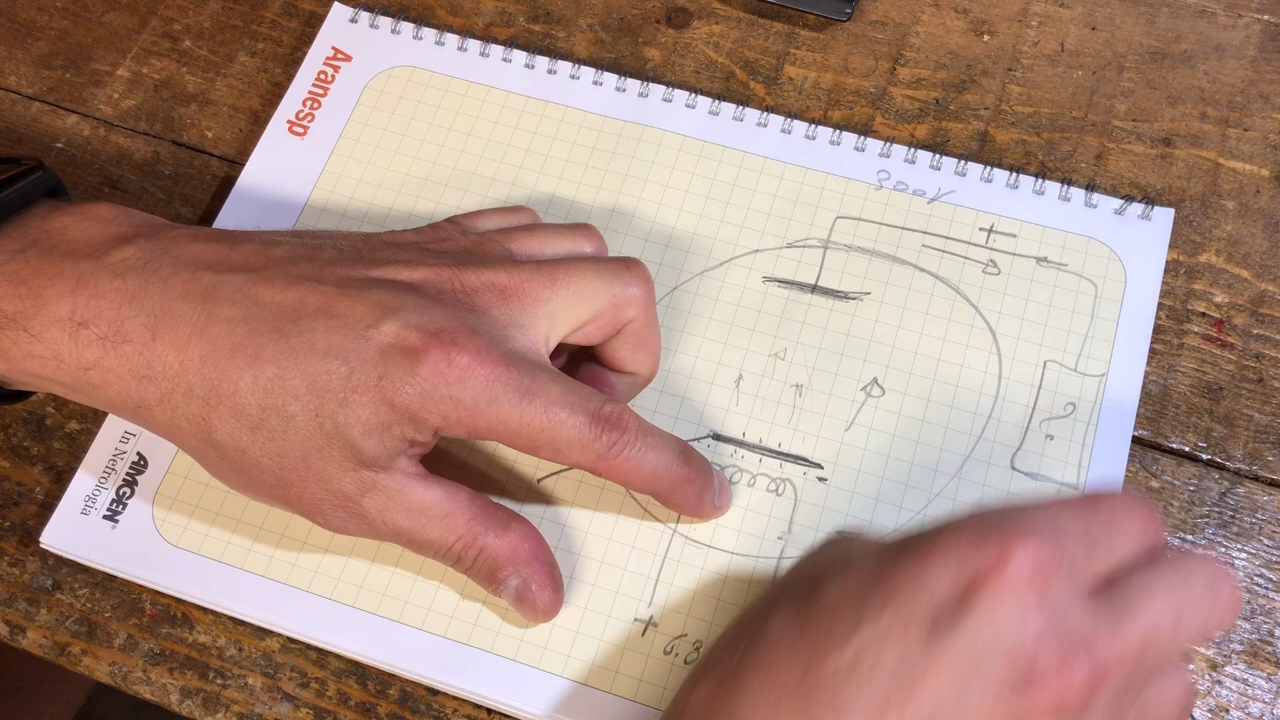 Aranesp
300V
+
?
AMGEN®
In Nefrologia
+
6.8